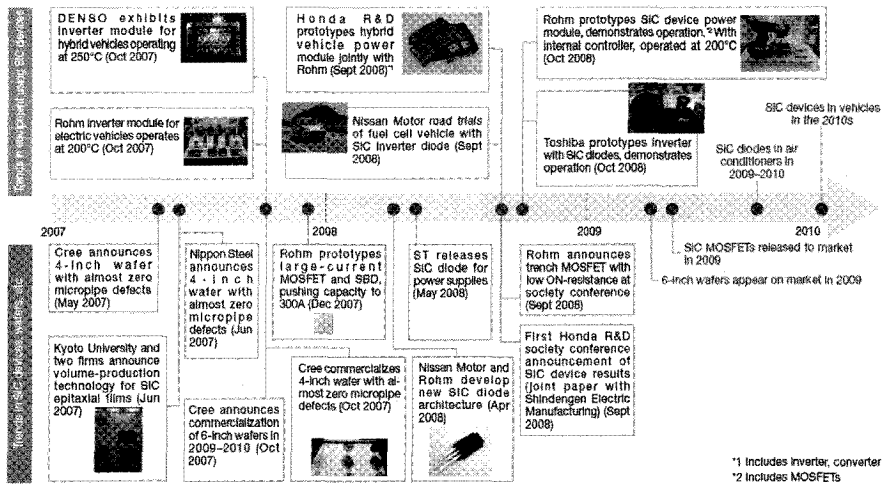 DENSO exhibits
inverter module for
hybrid vehicles operating
at 250°C (Oct 2007)
Rohm inverter module for
electric vehicles operates
at 200°C (Oct 2007)
Honda R&D
prototypes hybrid
vehicle power
module jointly with
Rohm (Sept 2008)*1
Nissan Motor road trials
of fuel cell vehicle with
SiC inverter diode (Sept
2008)
Rohm prototypes SiC device power
module, demonstrates operation.*2 With
internal controller, operated at 200°C
(Oct 2008)
Toshiba prototypes inverter
with SiC diodes, demonstrates
operation (Oct 2008)
SiC devices in vehicles
in the 2010s
SiC diodes in air
conditioners in
2009–2010
2007
2008
2009
2010
Cree announces
4-inch wafer
with almost zero
micropipe defects
(May 2007)
Nippon Steel
announces
4-inch
wafer with
almost zero
micropipe
defects (Jun
2007)
Rohm prototypes
large-current
MOSFET and SBD,
pushing capacity to
300A (Dec 2007)
ST releases
SiC diode for
power supplies
(May 2008)
Rohm announces
trench MOSFET with
low ON-resistance at
society conference
(Sept 2008)
SiC MOSFETs released to market
in 2009
6-inch wafers appear on market in 2009
Kyoto University and
two firms announce
volume-production
technology for SiC
epitaxial films (Jun
2007)
Cree announces
commercialization
of 6-inch wafers in
2009–2010 (Oct
2007)
Cree commercializes
4-inch wafer with al-
most zero micropipe
defects (Oct 2007)
Nissan Motor and
Rohm develop
new SiC diode
architecture (Apr
2008)
First Honda R&D
society conference
announcement of
SiC device results
(joint paper with
Shindengen Electric
Manufacturing) (Sept
2008)
*1 Includes inverter, converter
*2 Includes MOSFETs